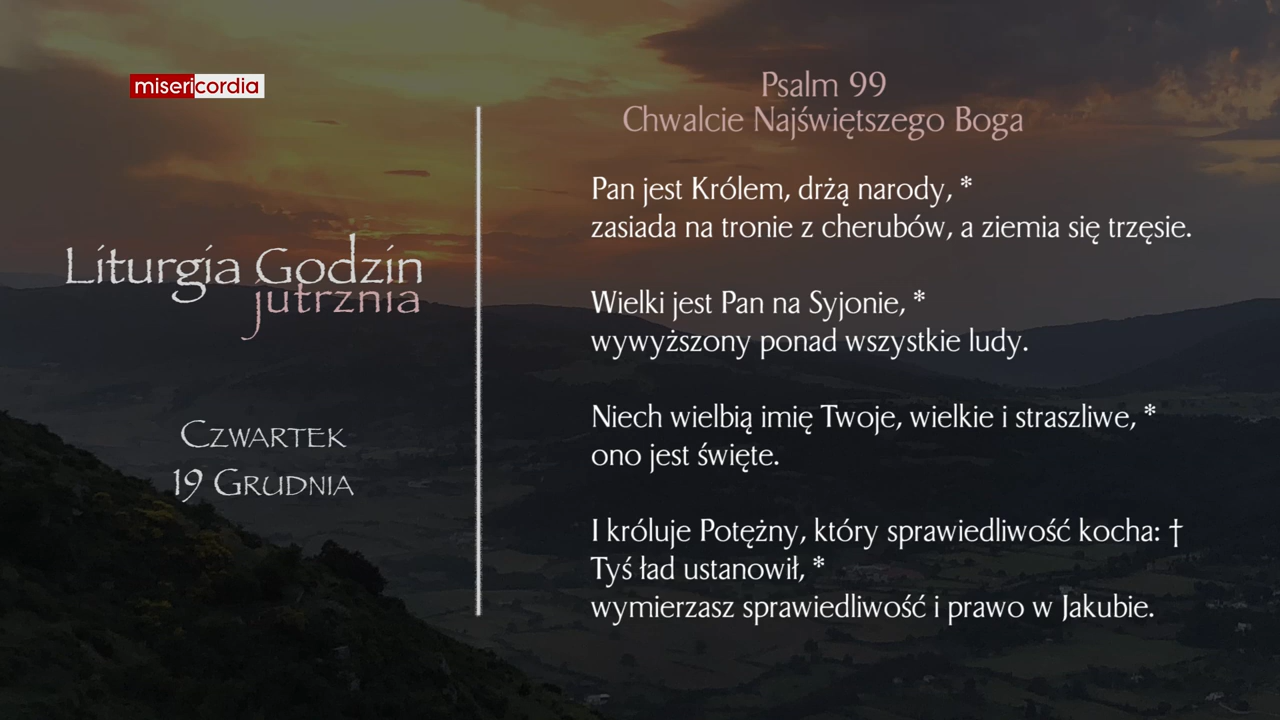 misericordia
Liturgia Godzin
jutrznia
Czwartek
19 Grudnia
Psalm 99
Chwalcie Najświętszego Boga
Pan jest Królem, drżą narody, *
zasiada na tronie z cherubów, a ziemia się trzęsie.
Wielki jest Pan na Syjonie, *
wywyższony ponad wszystkie ludy.
Niech wielbią imię Twoje, wielkie i straszliwe, *
ono jest święte.
I króluje Potężny, który sprawiedliwość kocha: †
Tyś ład ustanowił, *
wymierzasz sprawiedliwość i prawo w Jakubie.